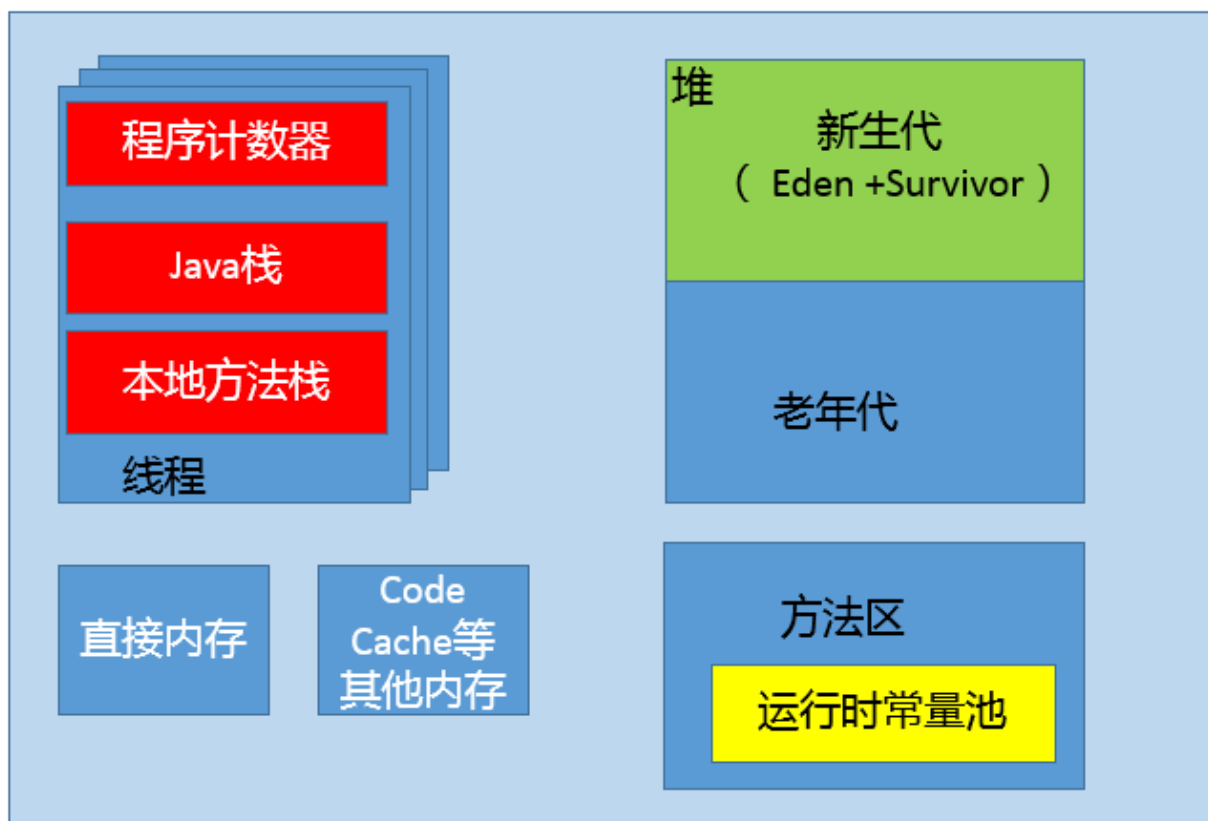 程序计数器
Java栈
本地方法栈
线程
直接内存
Code
Cache等
其他内存
堆
新生代
（ Eden +Survivor ）
老年代
方法区
运行时常量池